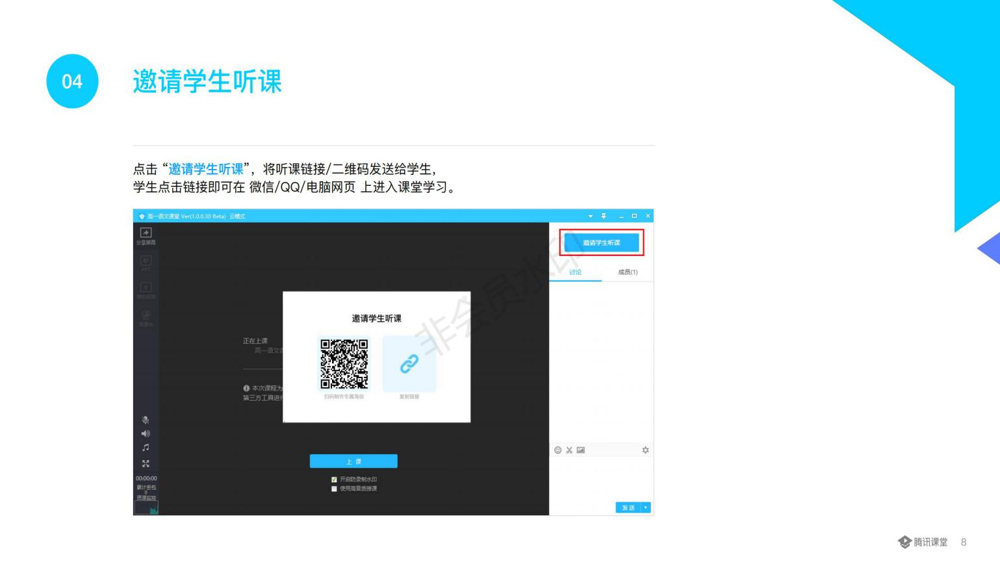 04
邀请学生听课
点击“邀请学生听课”，将听课链接/二维码发送给学生，
学生点击链接即可在 微信/QQ/电脑网页 上进入课堂学习。
高一语文课堂 Ver(1.0.0.30 Beta) 云模式
分享屏幕
PPT
邀请学生听课
讨论
成员(1)
正在上课
高一语文
本次课程为
第三方工具进行
邀请学生听课
扫码制作专属海报
复制链接
非会员水印
上 课
开启防录制水印
使用高音质授课
00:00:00
累计丢包
0
资源监控
发 送
腾讯课堂
8